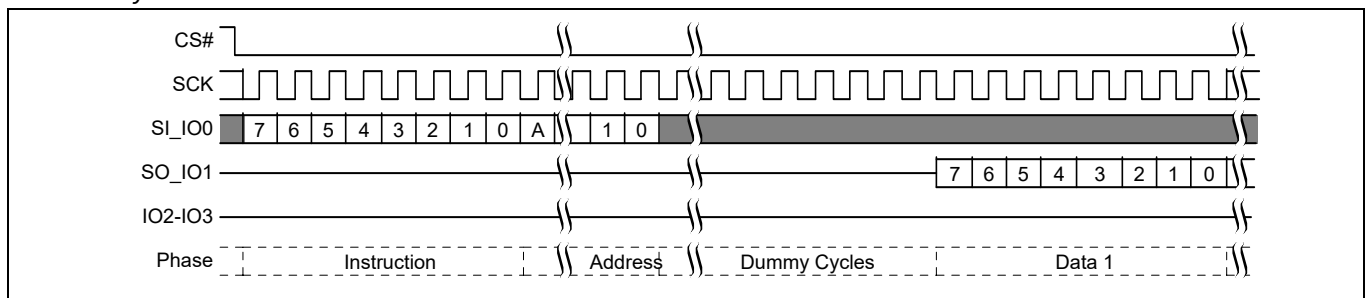 CS#
SCK
SI_IO0 7 6 5 4 3 2 1 0 A 1 0
SO_IO1 7 6 5 4 3 2 1 0
IO2-IO3
Phase Instruction Address Dummy Cycles Data 1